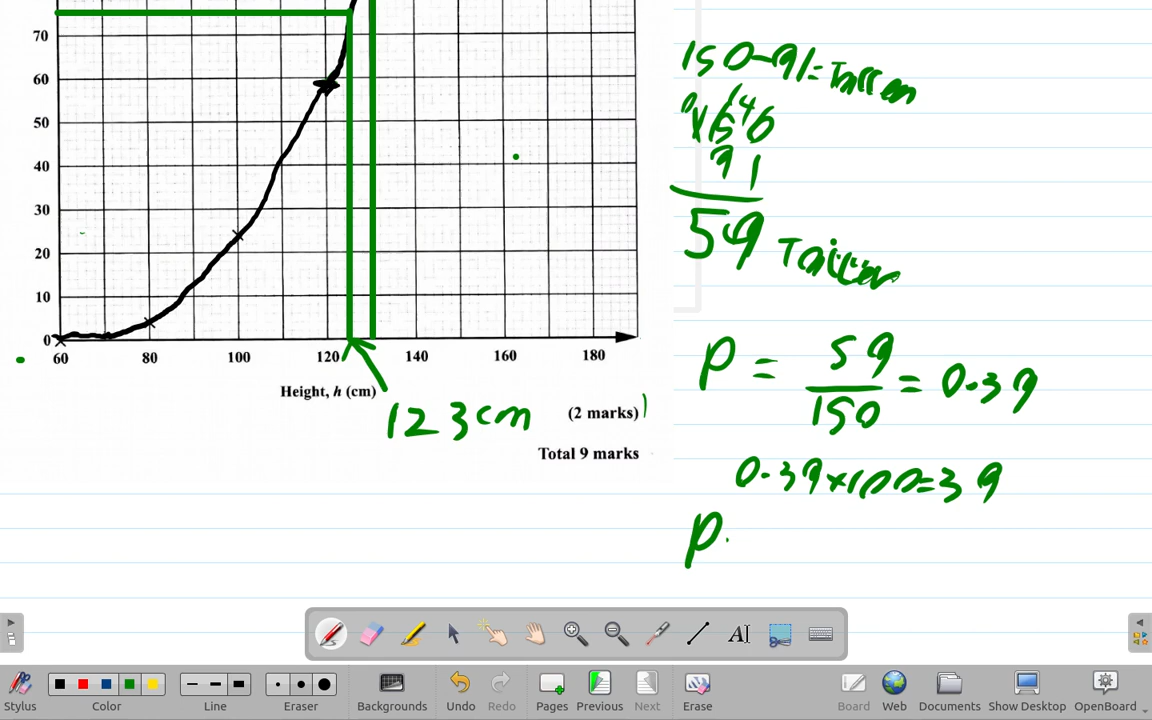 70
60
50
40
30
20
10
0
60 80 100 120 140 160 180
Height, h (cm)
123cm
(2 marks)
Total 9 marks
150-91=
150
91
59
P = 59/150 = 0.39
0.39×100=39
P.
Stylus
Color
Line
Eraser
Backgrounds
Undo
Redo
Pages
Previous
Next
Erase
Board
Web
Documents
Show Desktop
OpenBoard